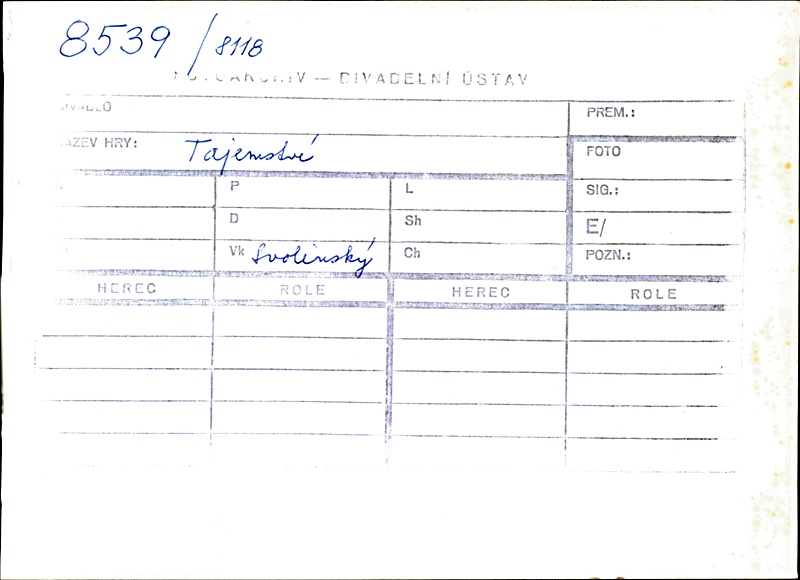 8539 / 8118
FOTOARCHIV — DIVADELNÍ ÚSTAV
DIVADLO
PREM.:
NÁZEV HRY: Tajemství
FOTO
P
L
SIG.:
D
Sh
E/
Vk Svolinský
Ch
POZN.:
HEREC ROLE HEREC ROLE